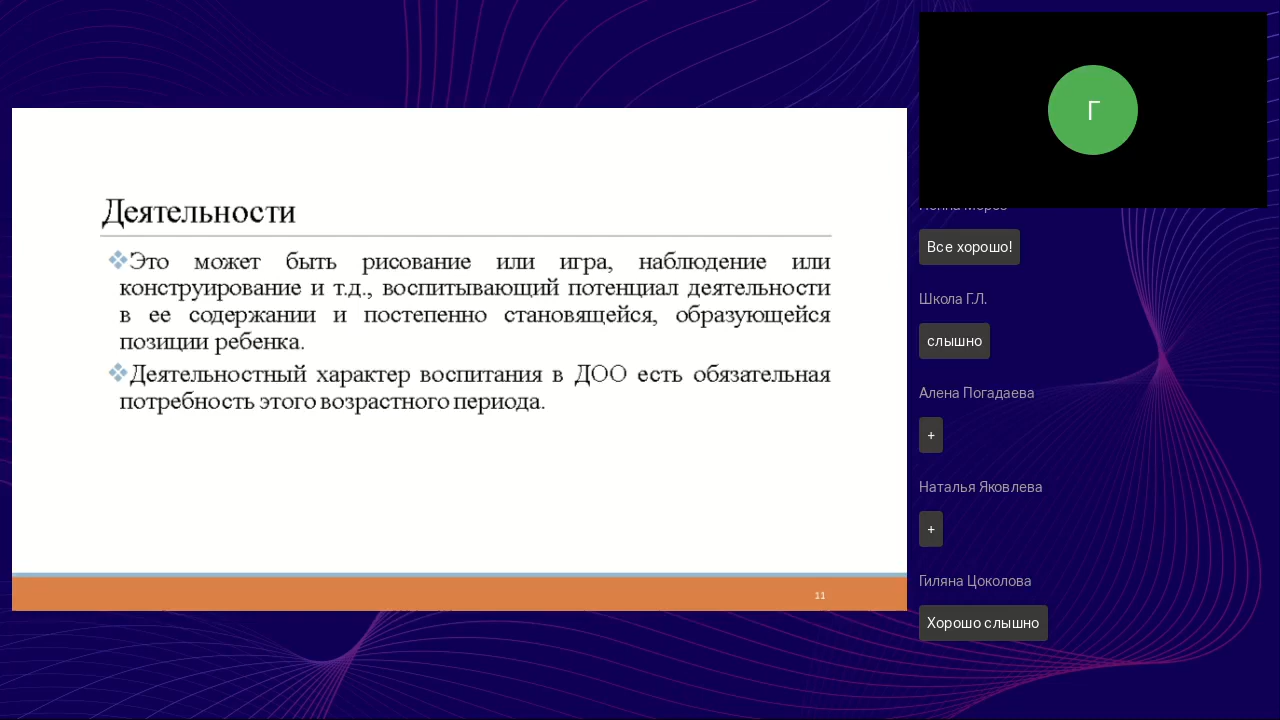 Деятельности
Это может быть рисование или игра, наблюдение или
конструирование и т.д., воспитывающий потенциал деятельности
в ее содержании и постепенно становящейся, образующейся
позиции ребенка.
Деятельностный характер воспитания в ДОО есть обязательная
потребность этого возрастного периода.
11
Г
Все хорошо!
Школа Г.Л.
слышно
Алена Погадаева
+
Наталья Яковлева
+
Гиляна Цоколова
Хорошо слышно